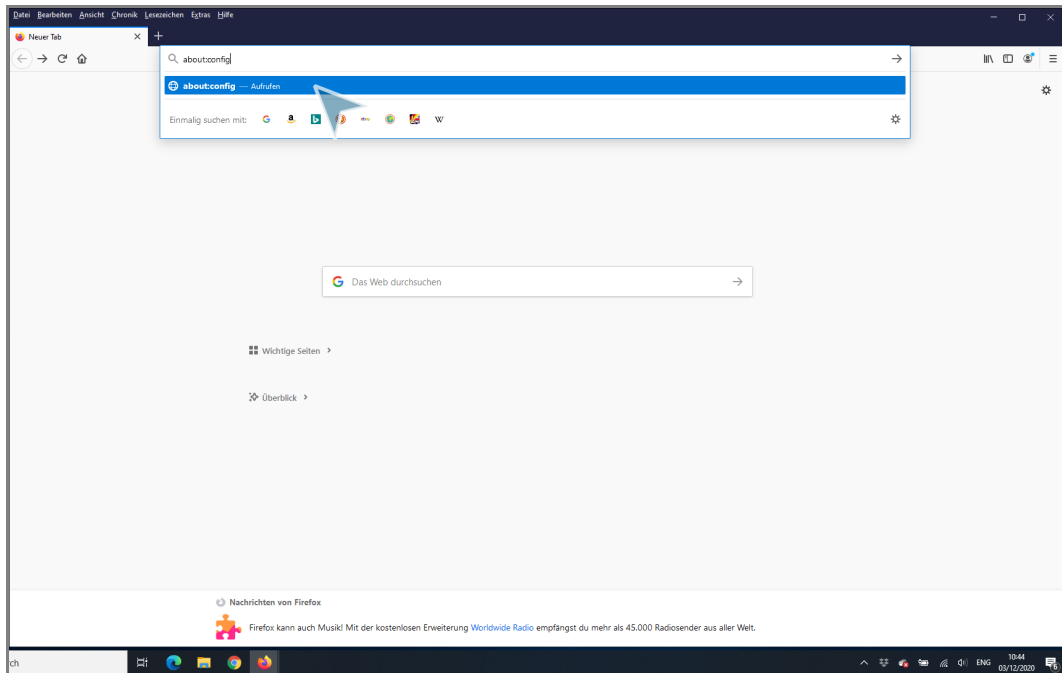 Datei Bearbeiten Ansicht Chronik Lesezeichen Extras Hilfe
Neuer Tab
about:config
about:config — Aufrufen
Einmalig suchen mit:
Das Web durchsuchen
Wichtige Seiten
Überblick
Nachrichten von Firefox
Firefox kann auch Musik! Mit der kostenlosen Erweiterung Worldwide Radio empfängst du mehr als 45.000 Radiosender aus aller Welt.
rch
ENG
10:44
03/12/2020